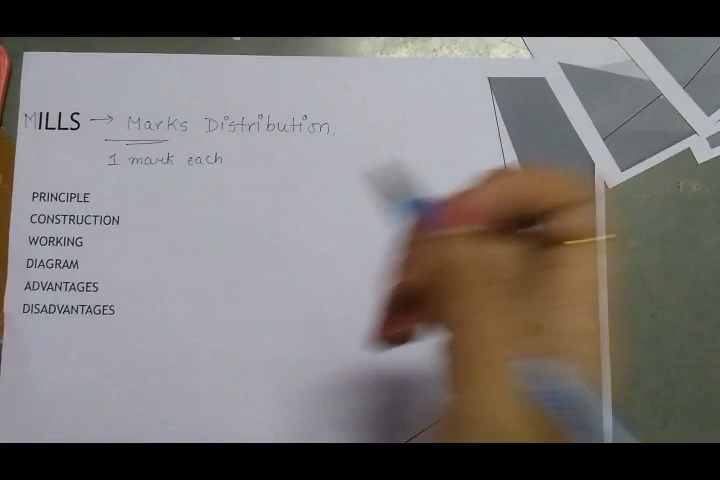 MILLS → Marks Distribution.
1 mark each
PRINCIPLE
CONSTRUCTION
WORKING
DIAGRAM
ADVANTAGES
DISADVANTAGES